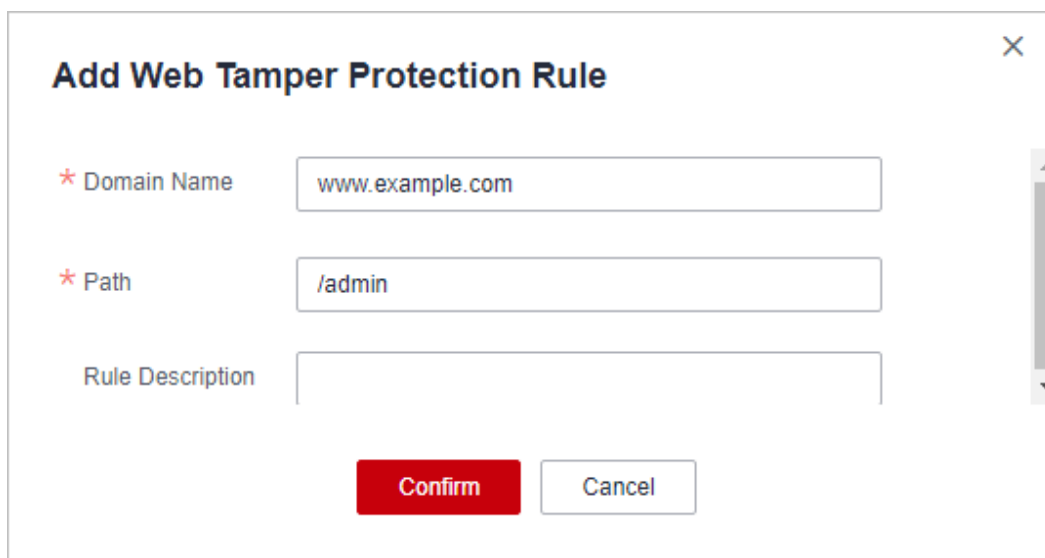 Add Web Tamper Protection Rule
* Domain Name www.example.com
* Path /admin
Rule Description
Confirm Cancel